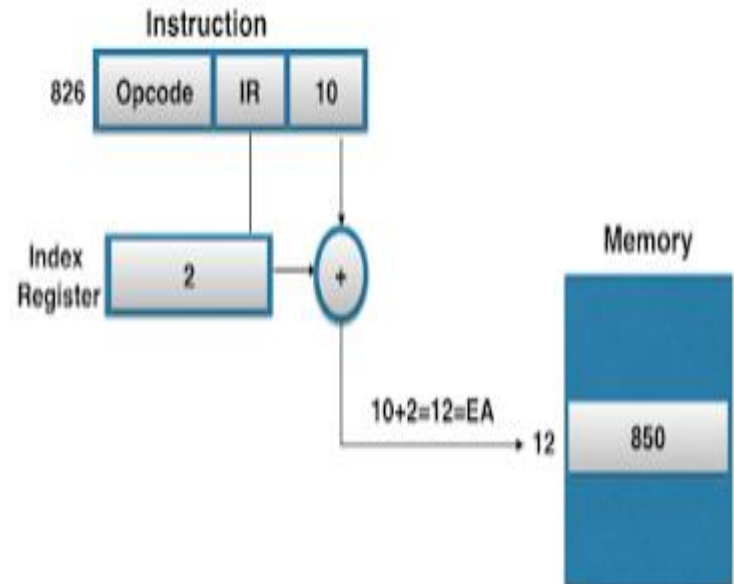 Instruction
826 Opcode IR 10
Index
Register
2
+
Memory
10+2=12=EA
12
850